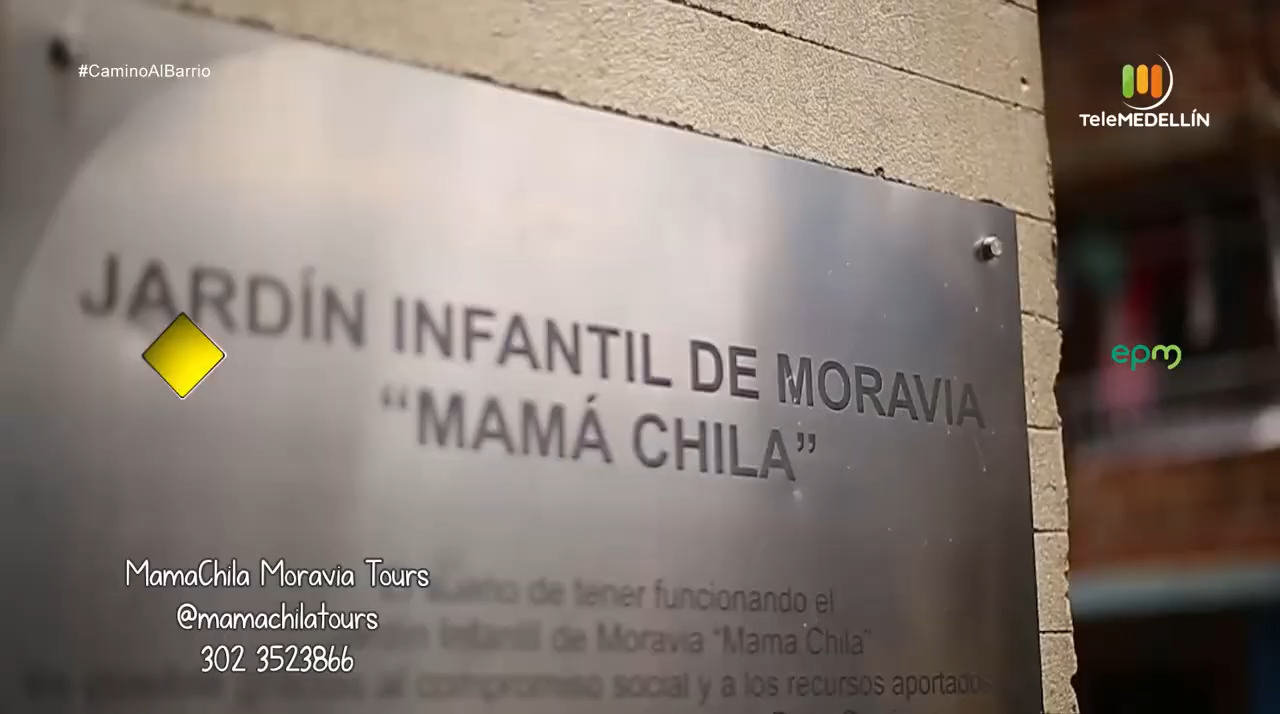 #CaminoAlBarrio
TeleMEDELLÍN
JARDÍN INFANTIL DE MORAVIA
“MAMÁ CHILA”
epm
MamaChila Moravia Tours
@mamachilatours
302 3523866
de tener funcionando el
Infantil de Moravia “Mama Chila”
al compromiso social y a los recursos aportados